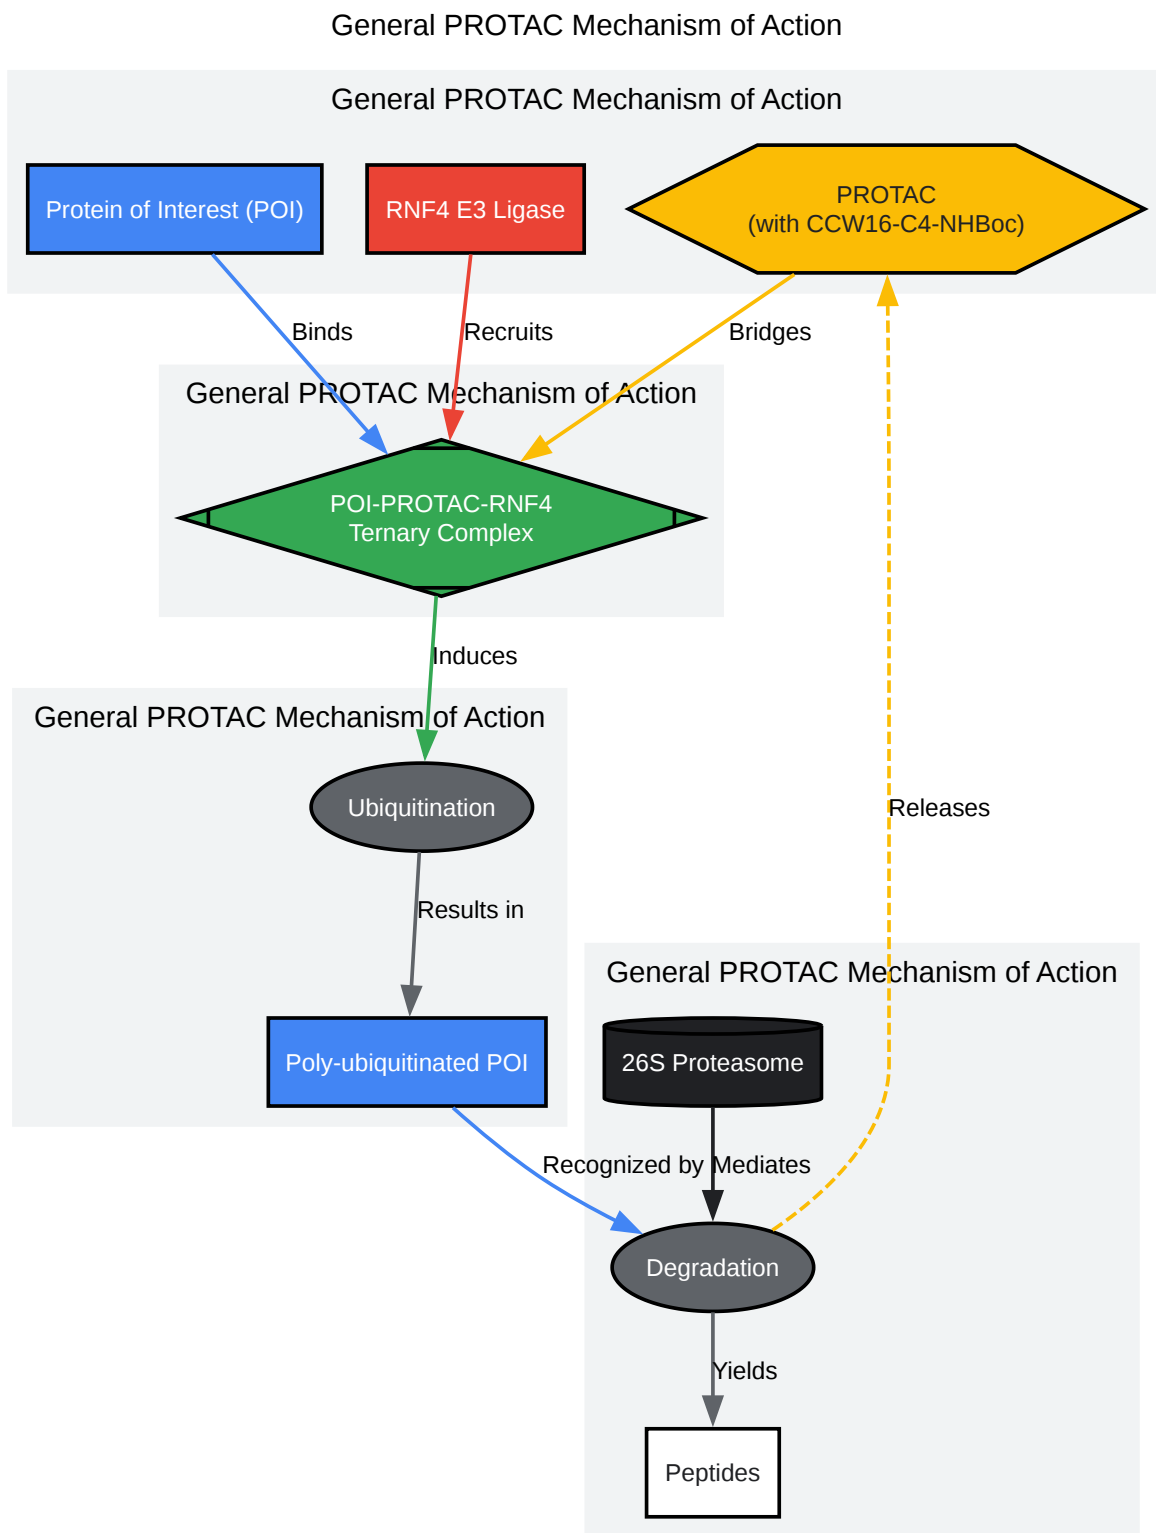 General PROTAC Mechanism of Action
General PROTAC Mechanism of Action
Protein of Interest (POI)
RNF4 E3 Ligase
PROTAC
(with CCW16-C4-NHBoc)
Binds
Recruits
Bridges
General PROTAC Mechanism of Action
POI-PROTAC-RNF4
Ternary Complex
Induces
General PROTAC Mechanism of Action
Ubiquitination
Releases
Results in
General PROTAC Mechanism of Action
Poly-ubiquitinated POI
26S Proteasome
Recognized by
Mediates
Degradation
Yields
Peptides